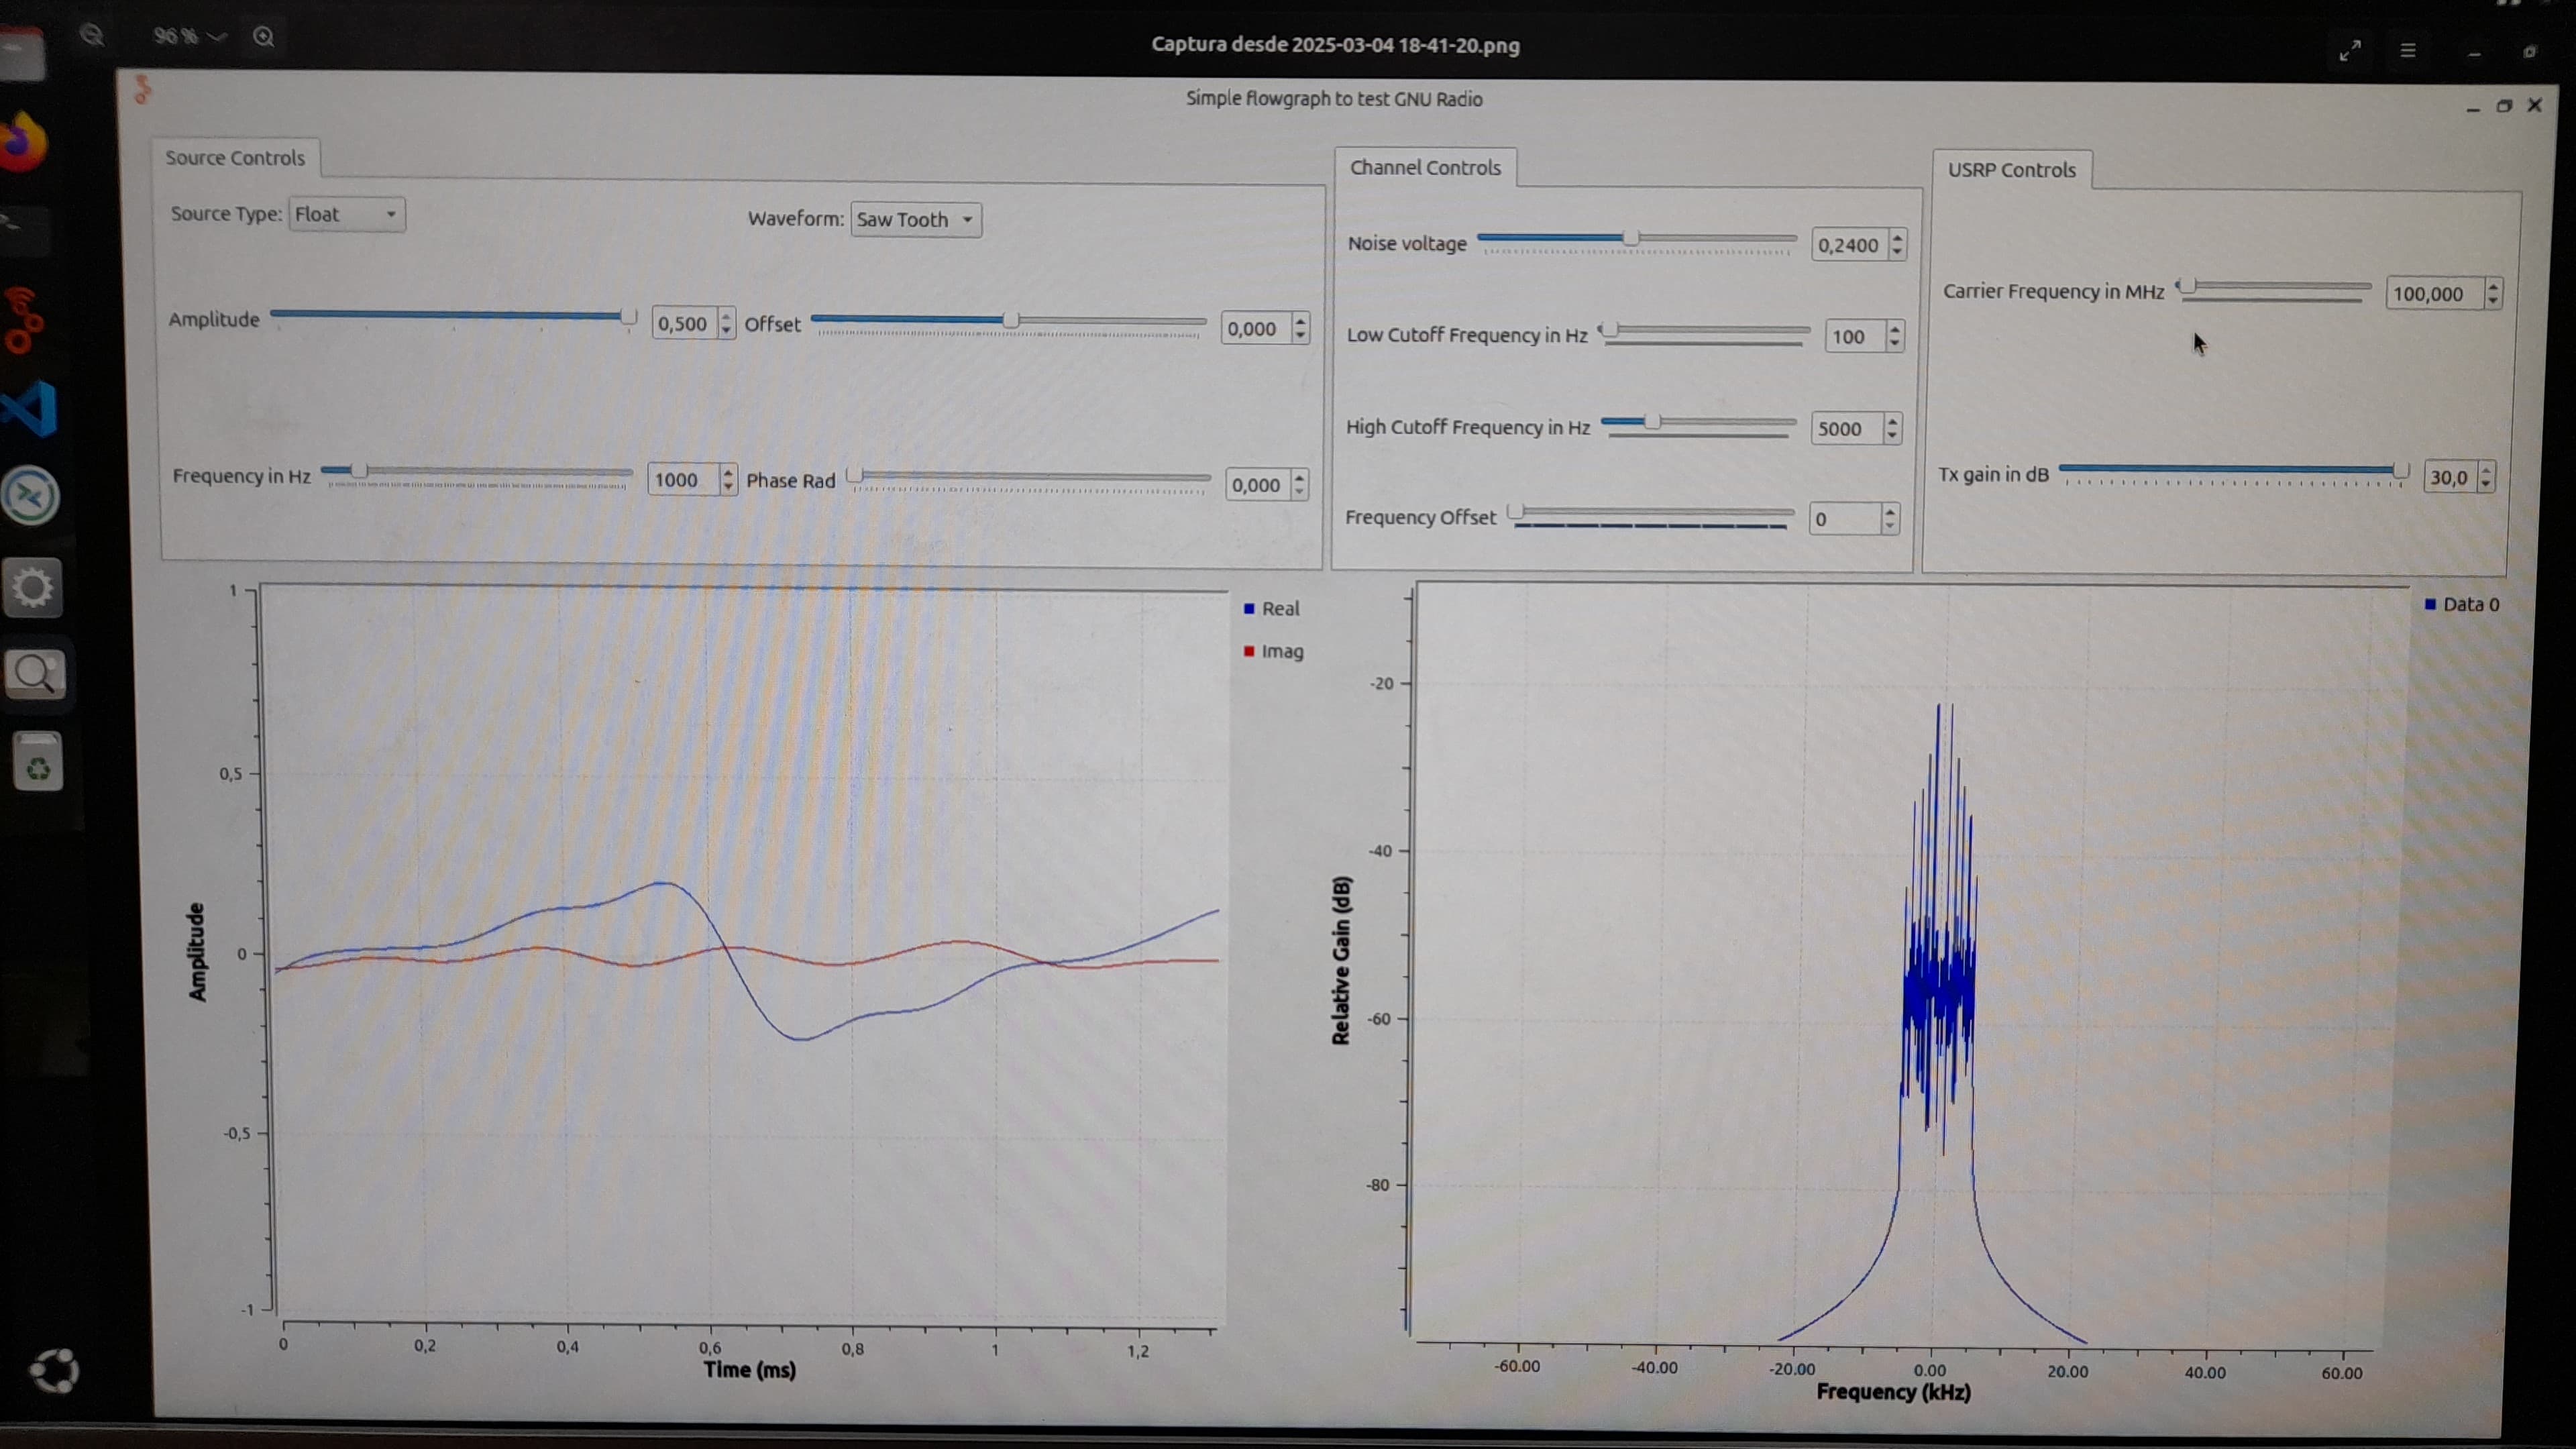 96 %
Captura desde 2025-03-04 18-41-20.png
Simple flowgraph to test GNU Radio
Source Controls
Source Type: Float
Waveform: Saw Tooth
Amplitude 0,500
Offset 0,000
Frequency in Hz 1000
Phase Rad 0,000
Channel Controls
Noise voltage 0,2400
Low Cutoff Frequency in Hz 100
High Cutoff Frequency in Hz 5000
Frequency Offset 0
USRP Controls
Carrier Frequency in MHz 100,000
Tx gain in dB 30,0
Real
Imag
1
0,5
0
-0,5
-1
Amplitude
0 0,2 0,4 0,6 0,8 1 1,2
Time (ms)
Data 0
-20
-40
-60
-80
Relative Gain (dB)
-60.00 -40.00 -20.00 0.00 20.00 40.00 60.00
Frequency (kHz)